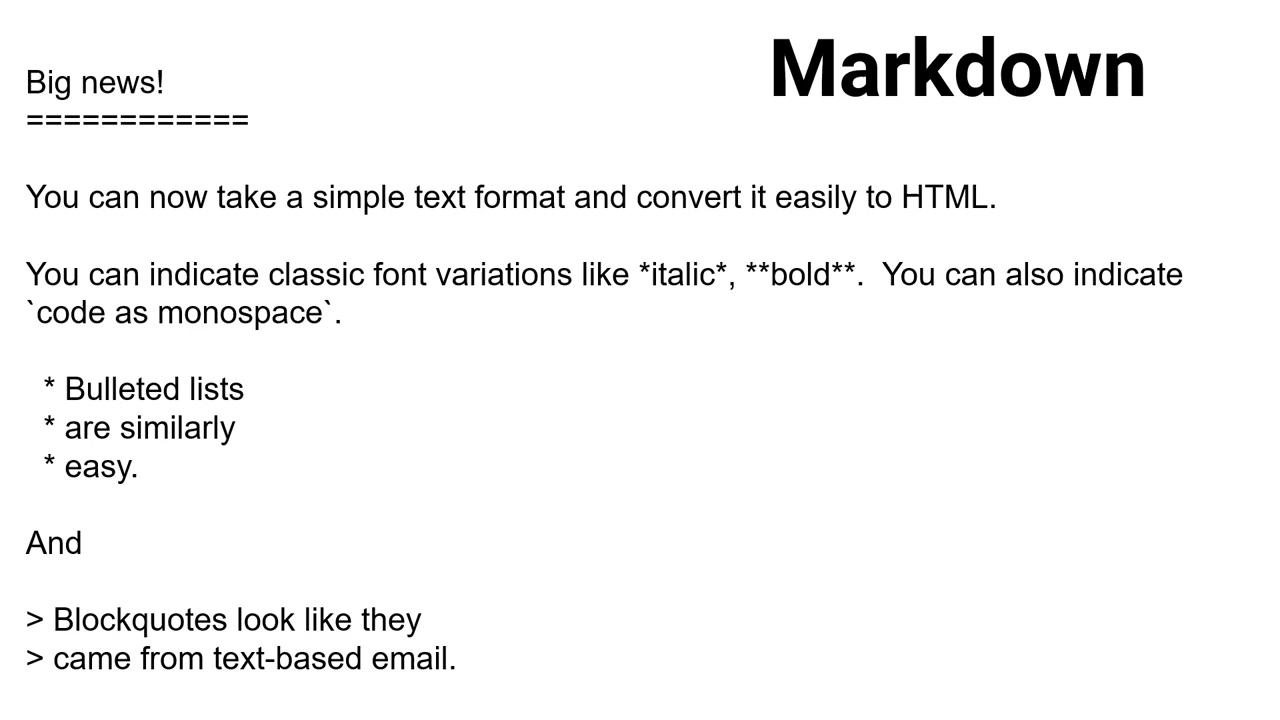 Markdown
Big news!
============
You can now take a simple text format and convert it easily to HTML.
You can indicate classic font variations like *italic*, **bold**.  You can also indicate
`code as monospace`.
* Bulleted lists
* are similarly
* easy.
And
> Blockquotes look like they
> came from text-based email.